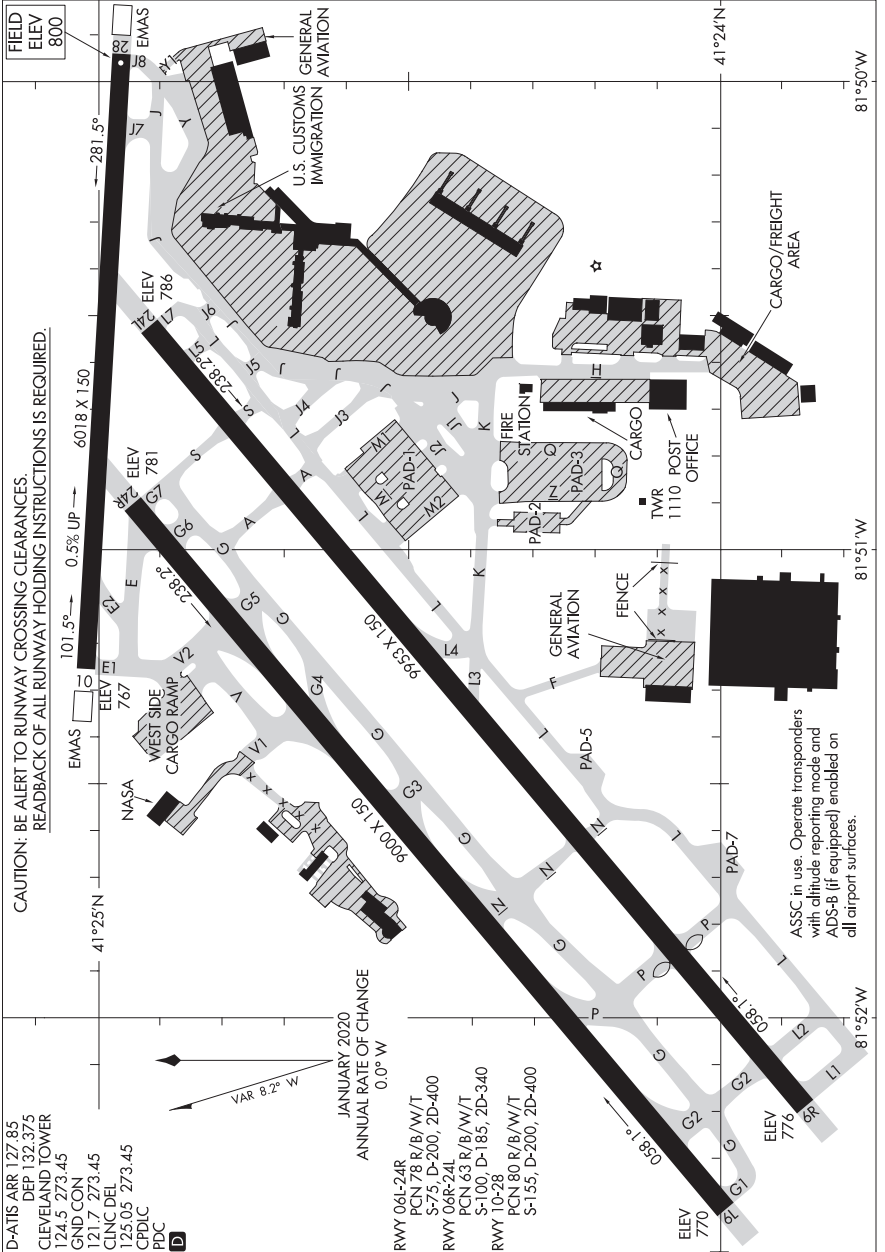 CAUTION: BE ALERT TO RUNWAY CROSSING CLEARANCES.
READBACK OF ALL RUNWAY HOLDING INSTRUCTIONS IS REQUIRED.
FIELD
ELEV
800
EMAS
28
J8
Y1
GENERAL
AVIATION
U.S. CUSTOMS
IMMIGRATION
281.5°
J7
J
Y
J
6018 X 150
0.5% UP
101.5°
10
ELEV
767
EMAS
E1
E2
E
24L
L7
ELEV
786
J6
J
L5
L
238.2°
J5
J
J
J
J4
J3
S
S
L
A
A
24R
G7
ELEV
781
G6
G
238.2°
G5
G
G4
G
G3
G
M1
M
PAD-1
M2
J2
J1
J
K
L
FIRE
STATION
Q
PAD-3
Q
Z
PAD-2
TWR
1110
POST
OFFICE
CARGO
H
CARGO/FREIGHT
AREA
41°24'N
81°50'W
81°51'W
81°52'W
41°25'N
V2
V
V1
WEST SIDE
CARGO RAMP
NASA
X
X
X
X
X
9953 X 150
9000 X 150
K
L
L4
L3
L
F
GENERAL
AVIATION
FENCE
X
X
X
X
PAD-5
N
N
N
L
PAD-7
P
P
P
L
G
G
G2
G2
G
G1
L2
L1
058.1°
058.1°
6R
ELEV
776
6L
ELEV
770
ASSC in use. Operate transponders
with altitude reporting mode and
ADS-B (if equipped) enabled on
all airport surfaces.
VAR 8.2° W
JANUARY 2020
ANNUAL RATE OF CHANGE
0.0° W
D-ATIS ARR 127.85
DEP 132.375
CLEVELAND TOWER
124.5 273.45
GND CON
121.7 273.45
CLNC DEL
125.05 273.45
CPDLC
PDC
D
RWY 06L-24R
PCN 78 R/B/W/T
S-75, D-200, 2D-400
RWY 06R-24L
PCN 63 R/B/W/T
S-100, D-185, 2D-340
RWY 10-28
PCN 80 R/B/W/T
S-155, D-200, 2D-400